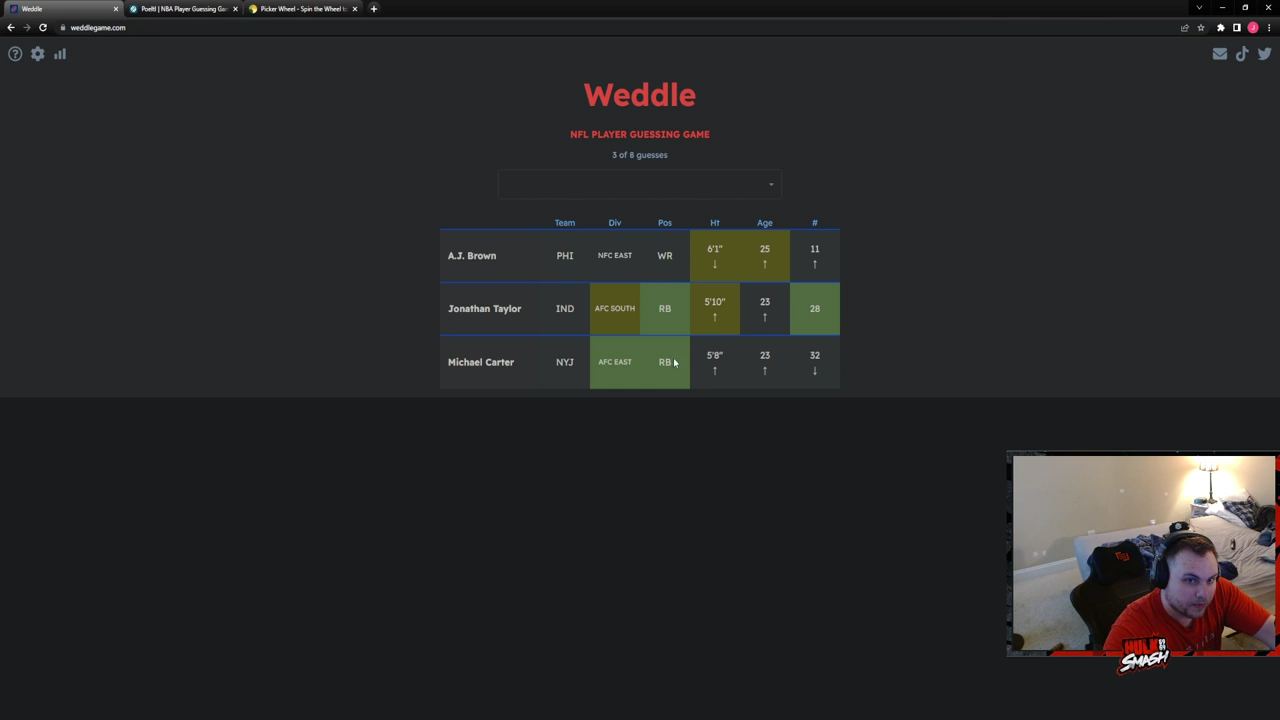 Weddle
Poeltl | NBA Player Guessing Ga
Picker Wheel - Spin the Wheel to
weddlegame.com
J
Weddle
NFL PLAYER GUESSING GAME
3 of 8 guesses
Team Div Pos Ht Age #
A.J. Brown PHI NFC EAST WR 6'1" ↓ 25 ↑ 11 ↑
Jonathan Taylor IND AFC SOUTH RB 5'10" ↑ 23 ↑ 28
Michael Carter NYJ AFC EAST RB 5'8" ↑ 23 ↑ 32 ↓
HULK
SMASH